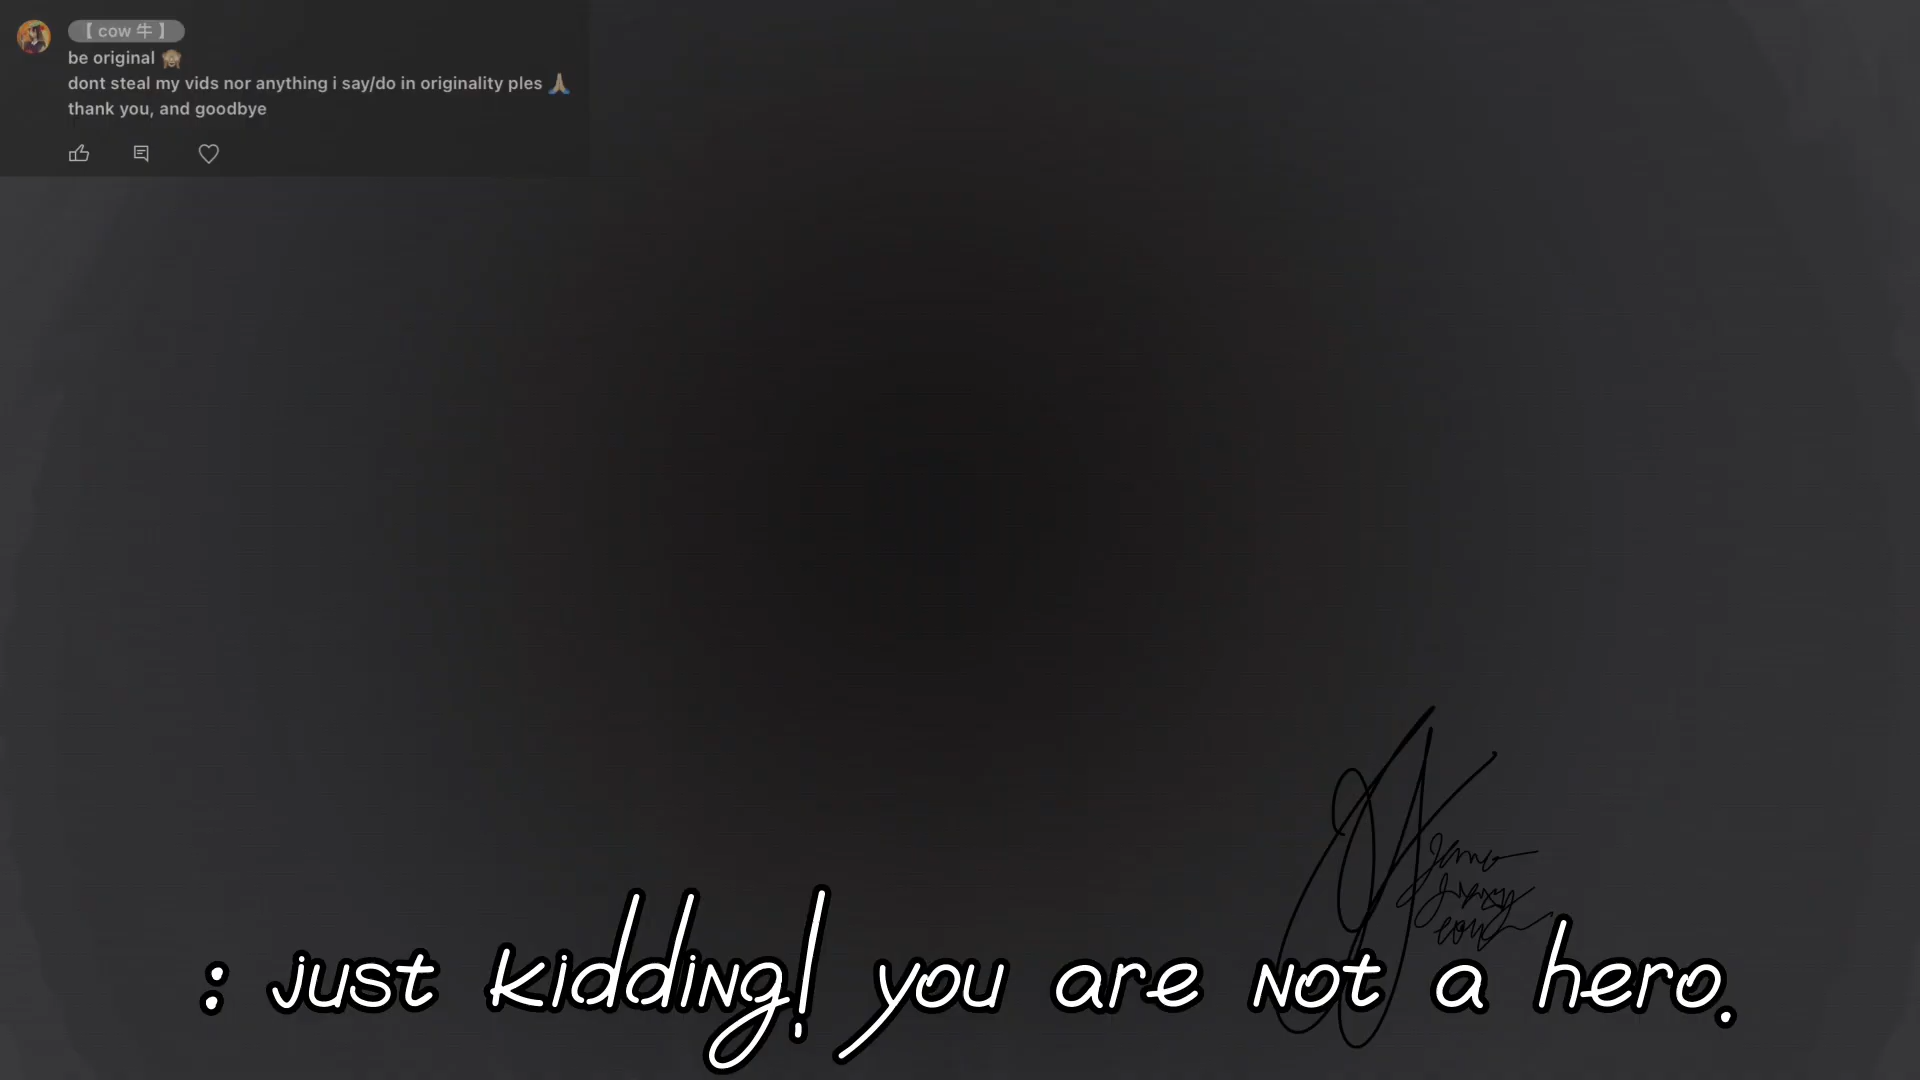 【 cow 牛 】
be original 🙈
dont steal my vids nor anything i say/do in originality ples 🙏🏽
thank you, and goodbye
: just kidding! you are not a hero.